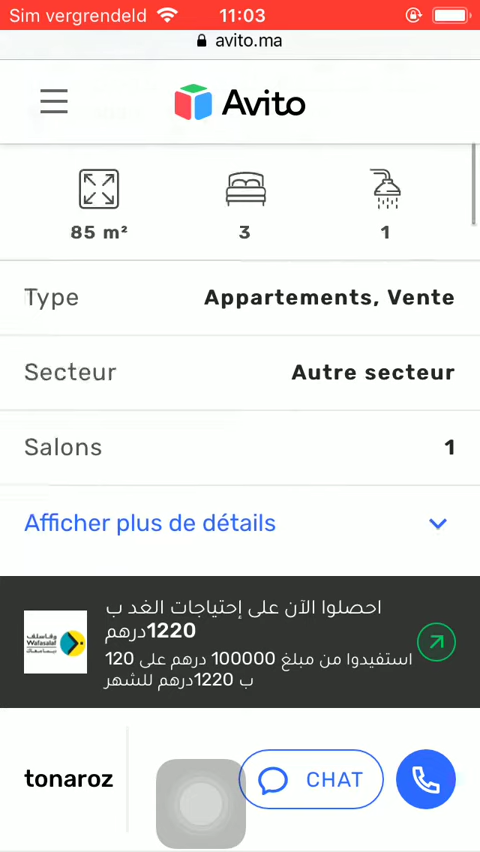 Sim vergrendeld 11:03
avito.ma
Avito
85 m² 3 1
Type Appartements, Vente
Secteur Autre secteur
Salons 1
Afficher plus de détails
احصلوا الآن على إحتياجات الغد ب
1220درهم
استفيدوا من مبلغ 100000 درهم على 120
ب 1220درهم للشهر
وفاسلف
Wafasalaf
tonaroz CHAT